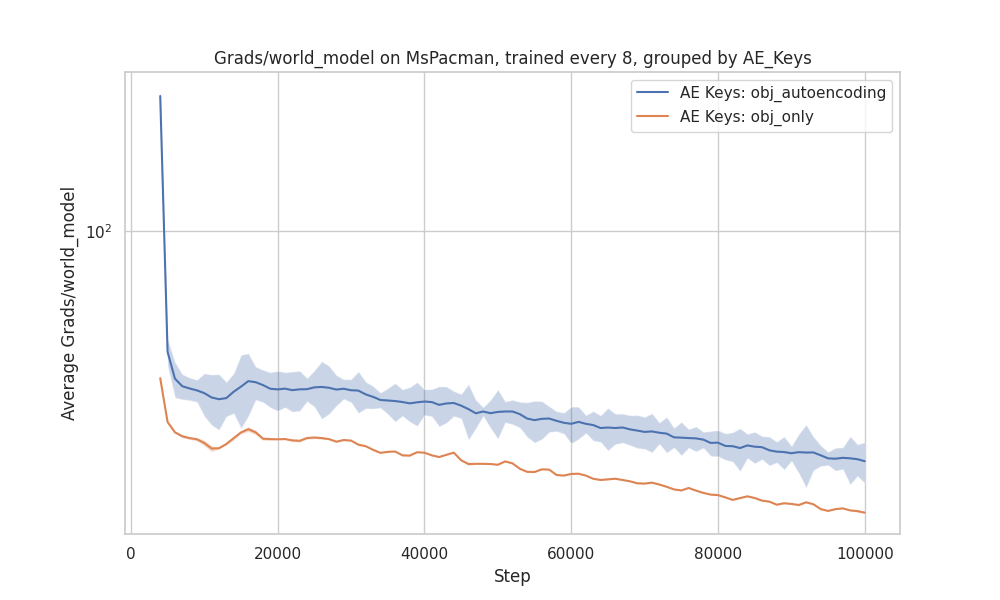 Grads/world_model on MsPacman, trained every 8, grouped by AE_Keys
AE Keys: obj_autoencoding
AE Keys: obj_only
Average Grads/world_model
10²
0
20000
40000
60000
80000
100000
Step